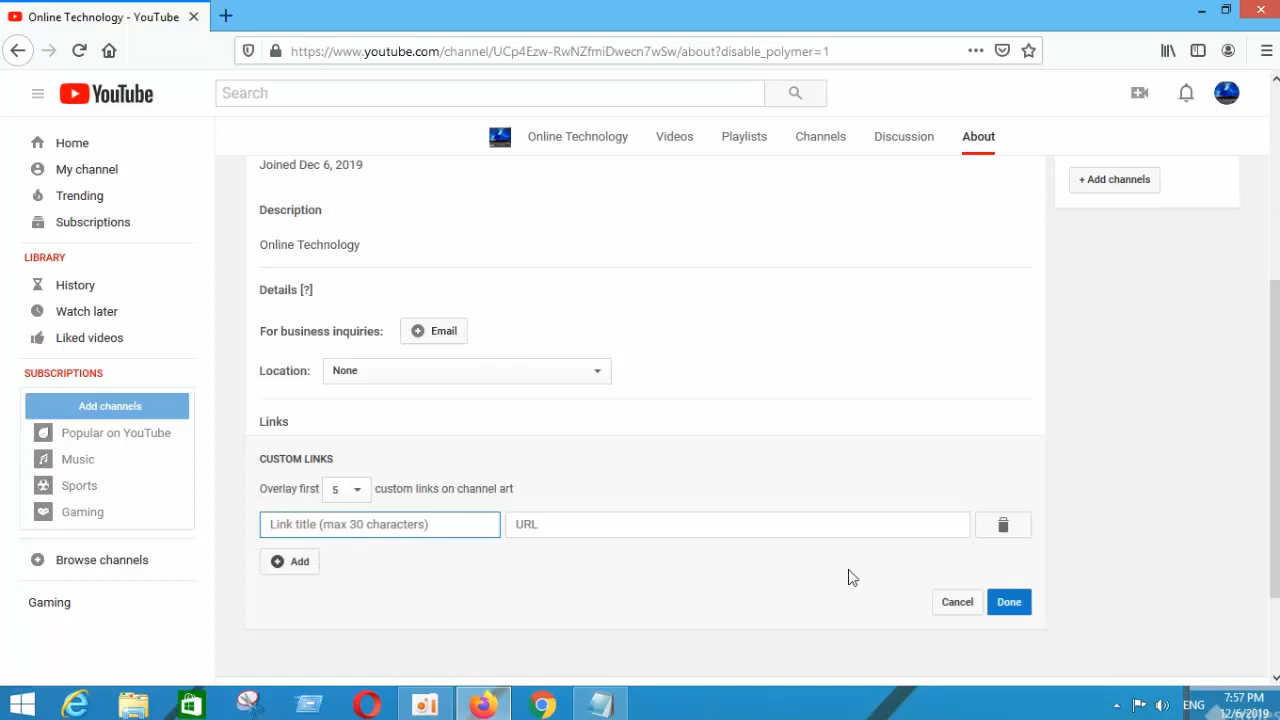 Online Technology - YouTube
https://www.youtube.com/channel/UCp4Ezw-RwNZfmiDwecn7wSw/about?disable_polymer=1
YouTube
Search
Online Technology Videos Playlists Channels Discussion About
Home
My channel
Trending
Subscriptions
LIBRARY
History
Watch later
Liked videos
SUBSCRIPTIONS
Add channels
Popular on YouTube
Music
Sports
Gaming
Browse channels
Gaming
Joined Dec 6, 2019
+ Add channels
Description
Online Technology
Details [?]
For business inquiries: Email
Location: None
Links
CUSTOM LINKS
Overlay first 5 custom links on channel art
Link title (max 30 characters) URL
Add
Cancel Done
ENG
7:57 PM
12/6/2019